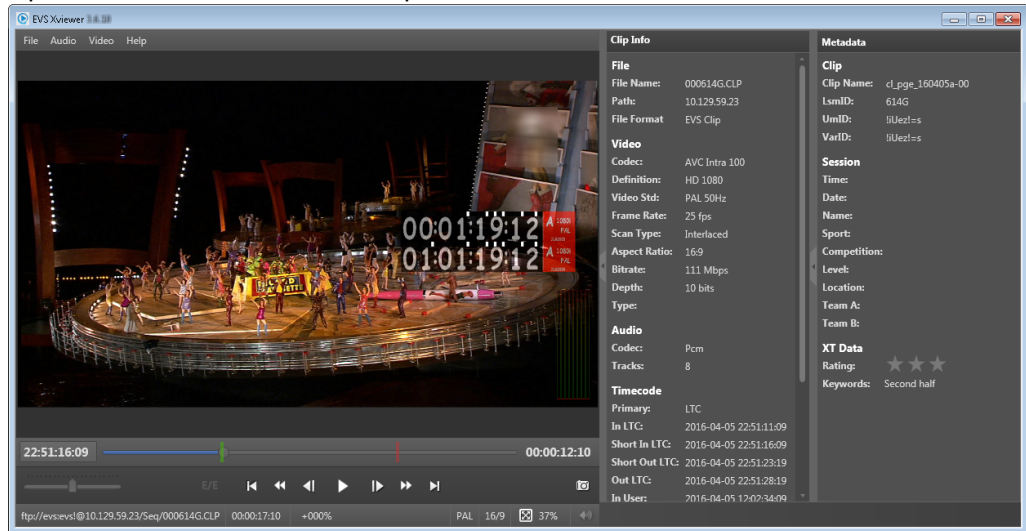 EVS Xviewer
File Audio Video Help
00:01:19:12
A 1080i
PAL
01:01:19:12
A 1080i
PAL
22:51:16:09
00:00:12:10
E/E
ftp://evs:evs!@10.129.59.23/Seq/000614G.CLP 00:00:17:10 +000% PAL 16/9 37%
Clip Info
File
File Name: 000614G.CLP
Path: 10.129.59.23
File Format EVS Clip
Video
Codec: AVC Intra 100
Definition: HD 1080
Video Std: PAL 50Hz
Frame Rate: 25 fps
Scan Type: Interlaced
Aspect Ratio: 16:9
Bitrate: 111 Mbps
Depth: 10 bits
Type:
Audio
Codec: Pcm
Tracks: 8
Timecode
Primary: LTC
In LTC: 2016-04-05 22:51:11:09
Short In LTC: 2016-04-05 22:51:16:09
Short Out LTC: 2016-04-05 22:51:23:19
Out LTC: 2016-04-05 22:51:28:19
In User: 2016-04-05 12:02:34:09
Metadata
Clip
Clip Name: cl_pge_160405a-00
LsmID: 614G
UmID: !iUez!=s
VarID: !iUez!=s
Session
Time:
Date:
Name:
Sport:
Competition:
Level:
Location:
Team A:
Team B:
XT Data
Rating:
Keywords: Second half